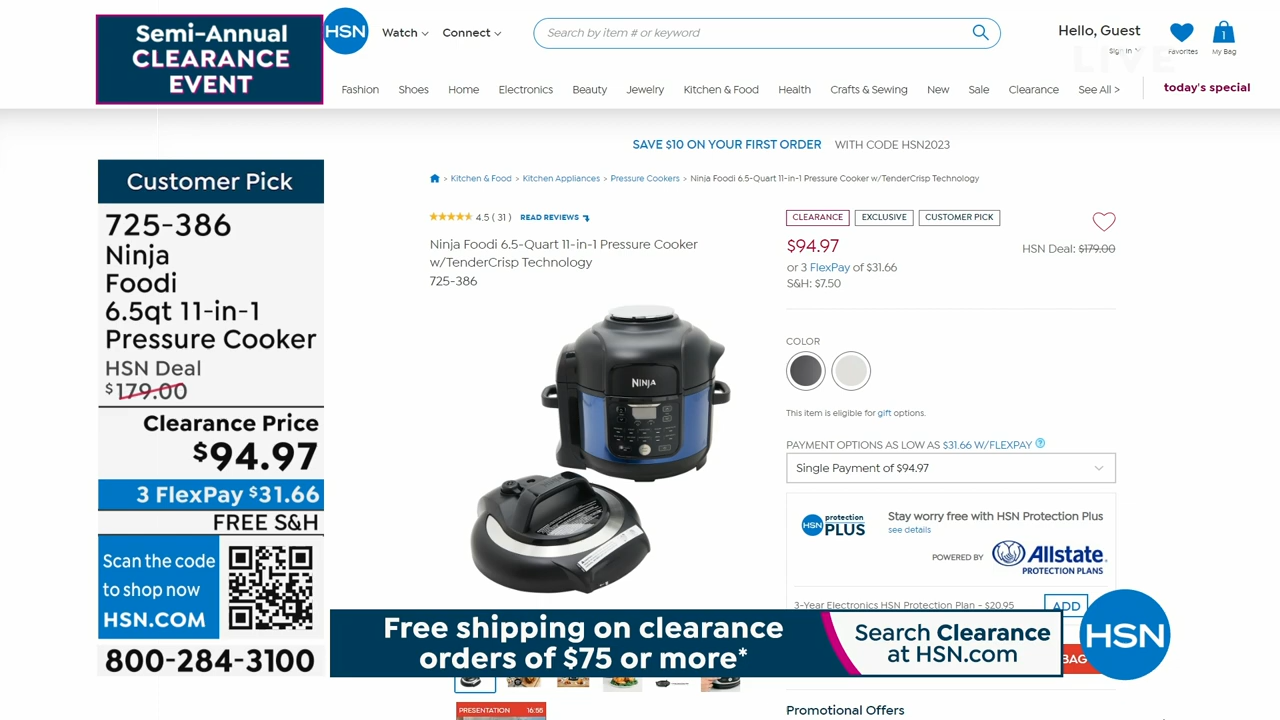 Semi-Annual
CLEARANCE
EVENT
HSN
Watch
Connect
Search by item # or keyword
Hello, Guest
Sign In
Favorites
1
My Bag
LIVE
Fashion
Shoes
Home
Electronics
Beauty
Jewelry
Kitchen & Food
Health
Crafts & Sewing
New
Sale
Clearance
See All >
today's special
SAVE $10 ON YOUR FIRST ORDER WITH CODE HSN2023
> Kitchen & Food > Kitchen Appliances > Pressure Cookers > Ninja Foodi 6.5-Quart 11-in-1 Pressure Cooker w/TenderCrisp Technology
Customer Pick
725-386
Ninja
Foodi
6.5qt 11-in-1
Pressure Cooker
HSN Deal
$179.00
Clearance Price
$94.97
3 FlexPay $31.66
FREE S&H
Scan the code
to shop now
HSN.COM
800-284-3100
4.5 ( 31 ) READ REVIEWS
Ninja Foodi 6.5-Quart 11-in-1 Pressure Cooker
w/TenderCrisp Technology
725-386
NINJA
CLEARANCE
EXCLUSIVE
CUSTOMER PICK
$94.97
HSN Deal: $179.00
or 3 FlexPay of $31.66
S&H: $7.50
COLOR
This item is eligible for gift options.
PAYMENT OPTIONS AS LOW AS $31.66 W/FLEXPAY
Single Payment of $94.97
HSN protection
PLUS
Stay worry free with HSN Protection Plus
see details
POWERED BY
Allstate
PROTECTION PLANS
3-Year Electronics HSN Protection Plan - $20.95
ADD
BAG
Free shipping on clearance
orders of $75 or more*
Search Clearance
at HSN.com
HSN
PRESENTATION 16:55
Promotional Offers